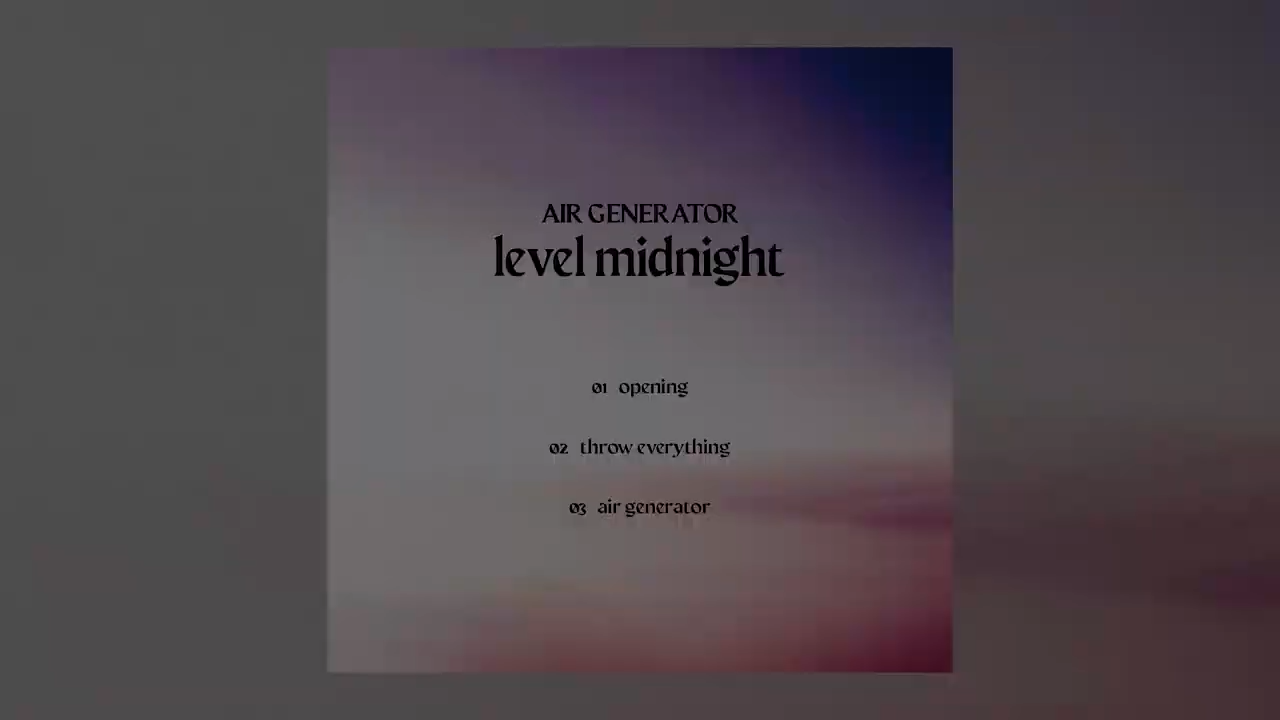 AIR GENERATOR
level midnight
01 opening
02 throw everything
03 air generator